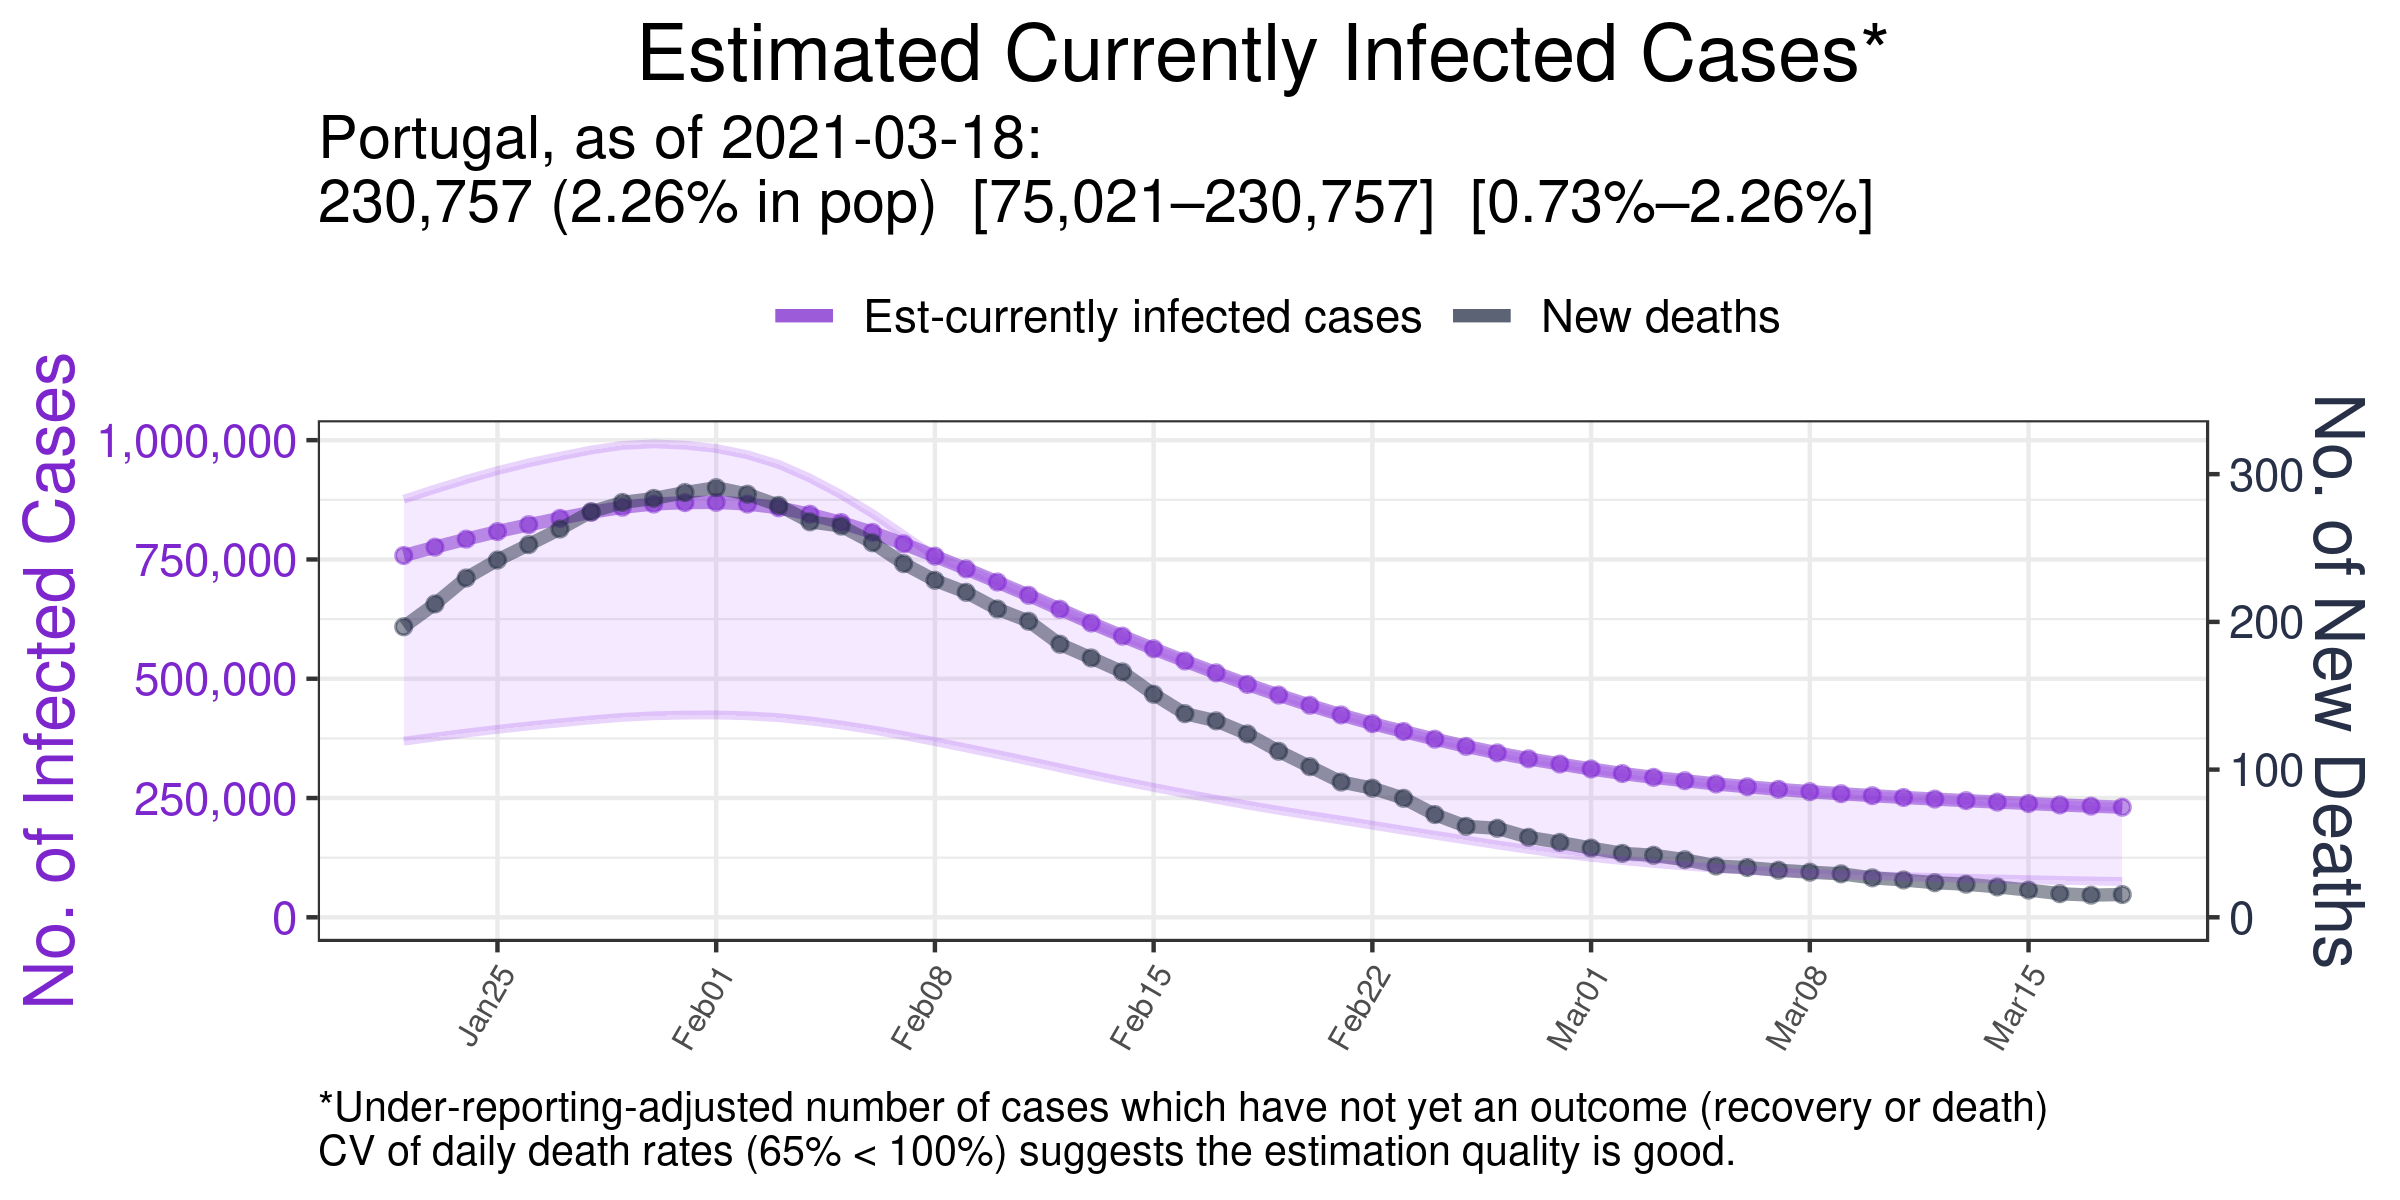 Estimated Currently Infected Cases*
Portugal, as of 2021-03-18:
230,757 (2.26% in pop)  [75,021–230,757]  [0.73%–2.26%]
Est-currently infected cases
New deaths
No. of Infected Cases
1,000,000
750,000
500,000
250,000
0
No. of New Deaths
300
200
100
0
Jan25
Feb01
Feb08
Feb15
Feb22
Mar01
Mar08
Mar15
*Under-reporting-adjusted number of cases which have not yet an outcome (recovery or death)
CV of daily death rates (65% < 100%) suggests the estimation quality is good.